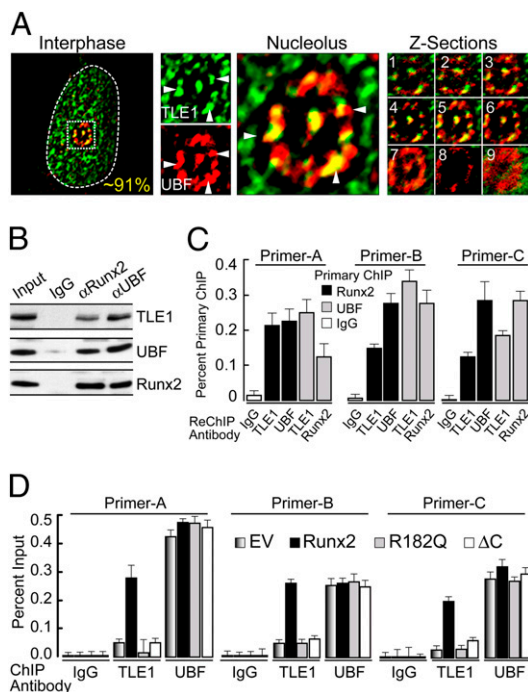 A
Interphase
Nucleolus
Z-Sections
TLE1
UBF
~91%
1 2 3
4 5 6
7 8 9
B
Input
IgG
αRunx2
αUBF
TLE1
UBF
Runx2
C
Primer-A
Primer-B
Primer-C
Primary ChIP
Runx2
UBF
IgG
Percent Primary ChIP
0.4
0.3
0.2
0.1
0
ReChIP Antibody
IgG TLE1 UBF TLE1 Runx2
IgG TLE1 UBF TLE1 Runx2
IgG TLE1 UBF TLE1 Runx2
D
Primer-A
Primer-B
Primer-C
EV Runx2 R182Q ΔC
Percent Input
0.5
0.4
0.3
0.2
0.1
0.0
ChIP Antibody
IgG TLE1 UBF
IgG TLE1 UBF
IgG TLE1 UBF